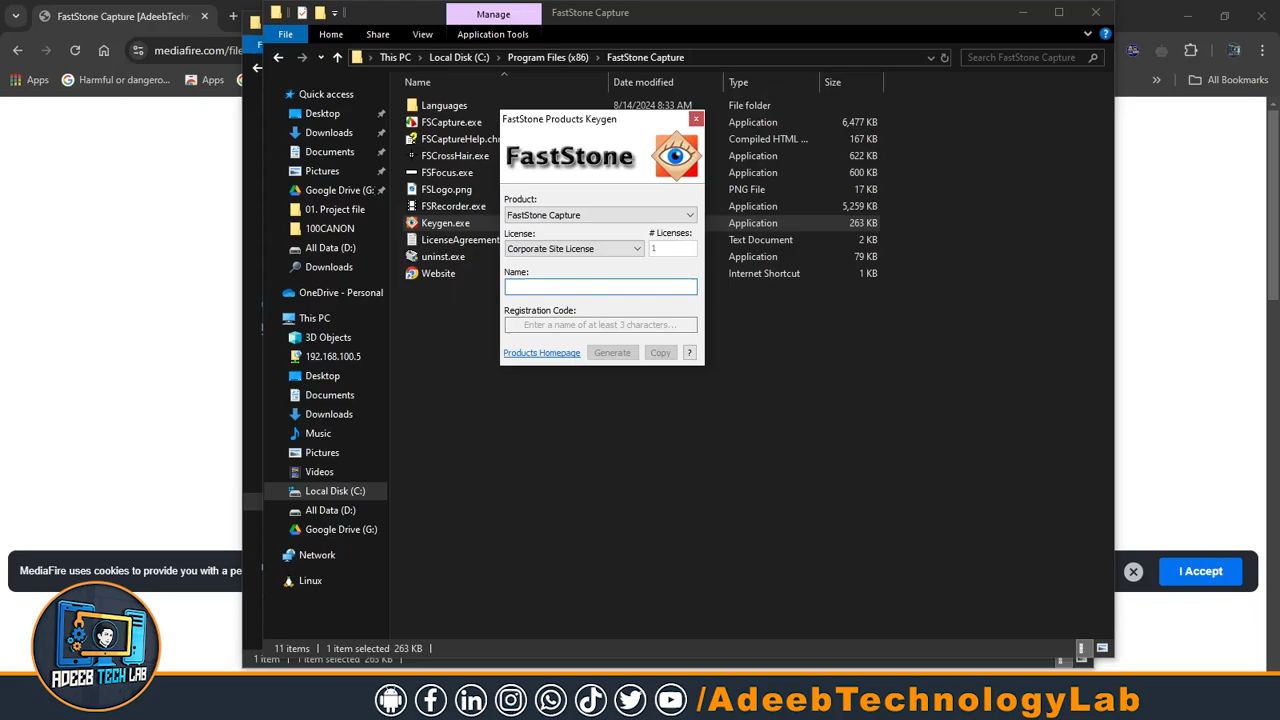 FastStone Capture [AdeebTechn
mediafire.com/file
Apps
Harmful or dangero...
All Bookmarks
Manage
FastStone Capture
File
Home
Share
View
Application Tools
This PC
Local Disk (C:)
Program Files (x86)
FastStone Capture
Search FastStone Capture
Name
Date modified
Type
Size
Quick access
Desktop
Downloads
Documents
Pictures
Google Drive (G:
01. Project file
100CANON
All Data (D:)
Downloads
OneDrive - Personal
This PC
3D Objects
192.168.100.5
Desktop
Documents
Downloads
Music
Pictures
Videos
Local Disk (C:)
All Data (D:)
Google Drive (G:)
Network
Linux
Languages 8/14/2024 8:33 AM File folder
FSCapture.exe Application 6,477 KB
FSCaptureHelp.chm Compiled HTML ... 167 KB
FSCrossHair.exe Application 622 KB
FSFocus.exe Application 600 KB
FSLogo.png PNG File 17 KB
FSRecorder.exe Application 5,259 KB
Keygen.exe Application 263 KB
LicenseAgreement Text Document 2 KB
uninst.exe Application 79 KB
Website Internet Shortcut 1 KB
FastStone Products Keygen
FastStone
Product:
FastStone Capture
License:
# Licenses:
Corporate Site License
1
Name:
Registration Code:
Enter a name of at least 3 characters...
Products Homepage
Generate
Copy
?
11 items
1 item selected 263 KB
1 item
1 item selected 263 KB
MediaFire uses cookies to provide you with a pe
I Accept
ADEEB TECH LAB
/AdeebTechnologyLab